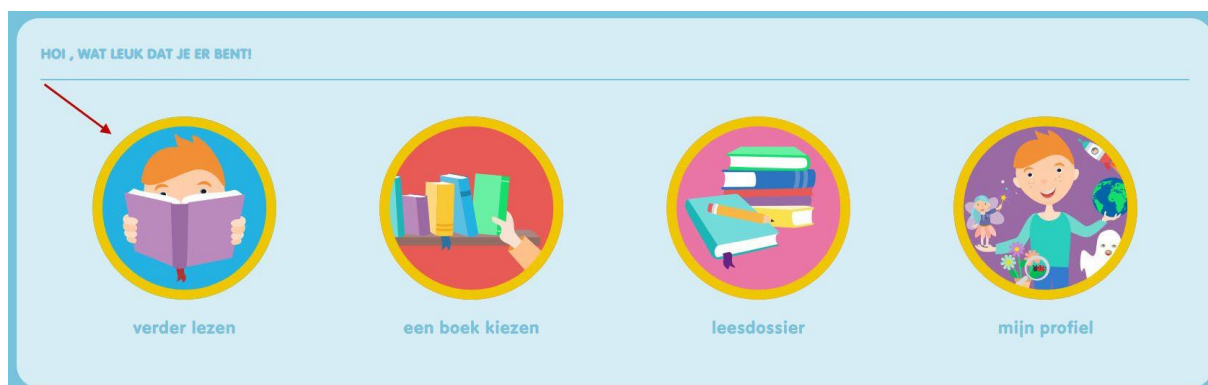 HOI , WAT LEUK DAT JE ER BENT!
verder lezen
een boek kiezen
leesdossier
mijn profiel